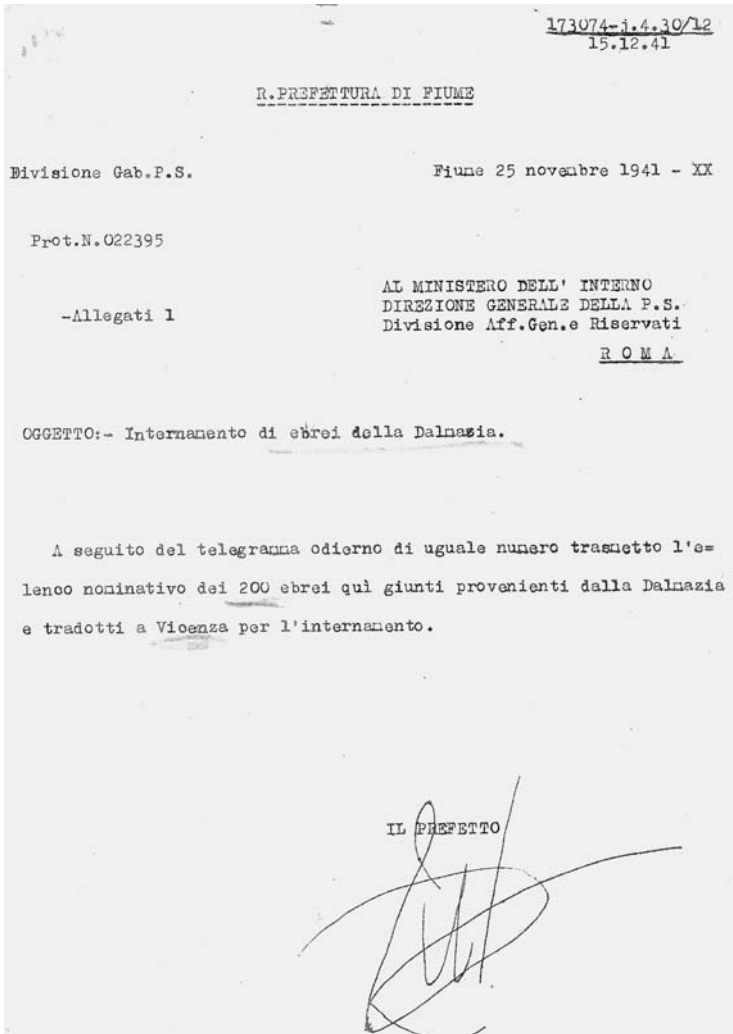 173074-j.4.30/12
15.12.41
R.PREFETTURA DI FIUME
Divisione Gab.P.S.
Fiume 25 novembre 1941 - XX
Prot.N.022395
-Allegati 1
AL MINISTERO DELL' INTERNO
DIREZIONE GENERALE DELLA P.S.
Divisione Aff.Gen.e Riservati
R O M A
OGGETTO:- Internamento di ebrei della Dalmazia.
A seguito del telegramma odierno di uguale numero trasmetto l'e=
lenco nominativo dei 200 ebrei quì giunti provenienti dalla Dalmazia
e tradotti a Vicenza per l'internamento.
IL PREFETTO